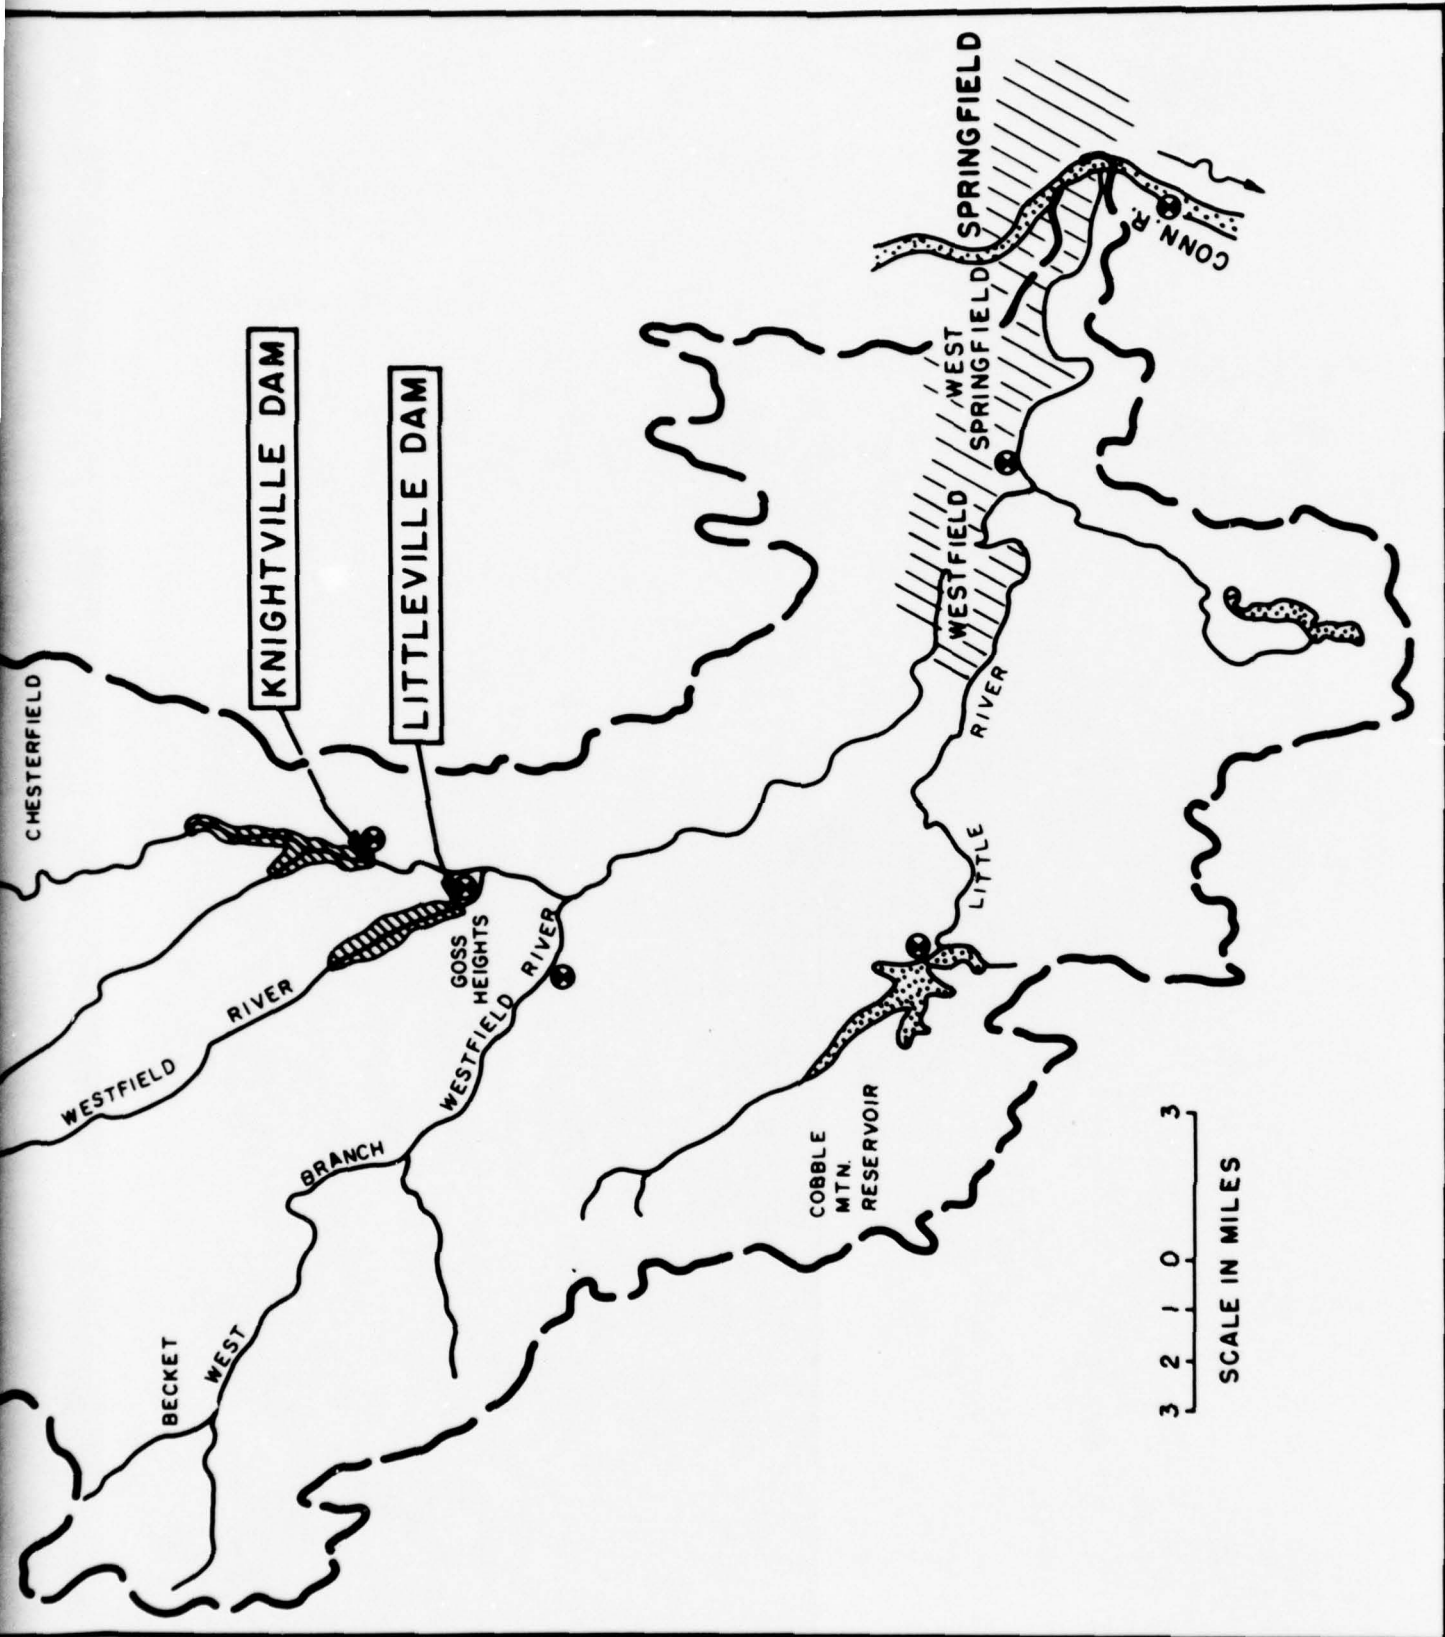 CHESTERFIELD
KNIGHTVILLE DAM
LITTLEVILLE DAM
SPRINGFIELD
WEST
SPRINGFIELD
CONN. R.
WESTFIELD
LITTLE RIVER
GOSS
HEIGHTS
WESTFIELD RIVER
WEST BRANCH WESTFIELD RIVER
BECKET
COBBLE
MTN.
RESERVOIR
3 2 1 0 3
SCALE IN MILES